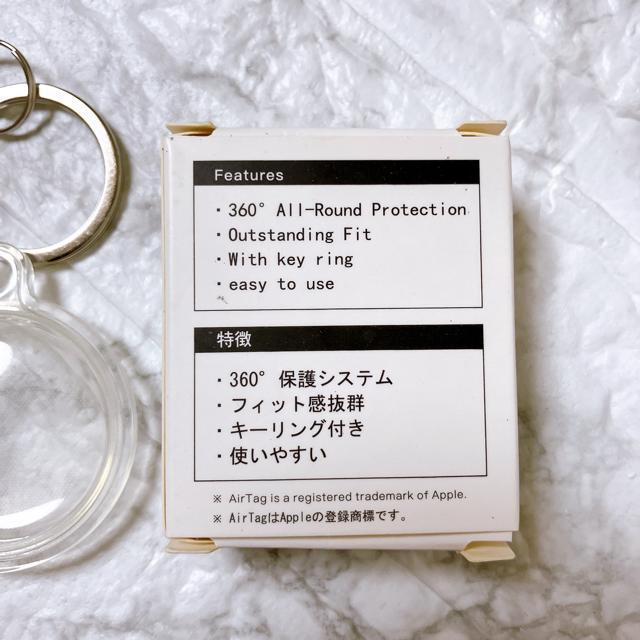 Features
・360° All-Round Protection
・Outstanding Fit
・With key ring
・easy to use
特徴
・360° 保護システム
・フィット感抜群
・キーリング付き
・使いやすい
※ AirTag is a registered trademark of Apple.
※ AirTagはAppleの登録商標です。